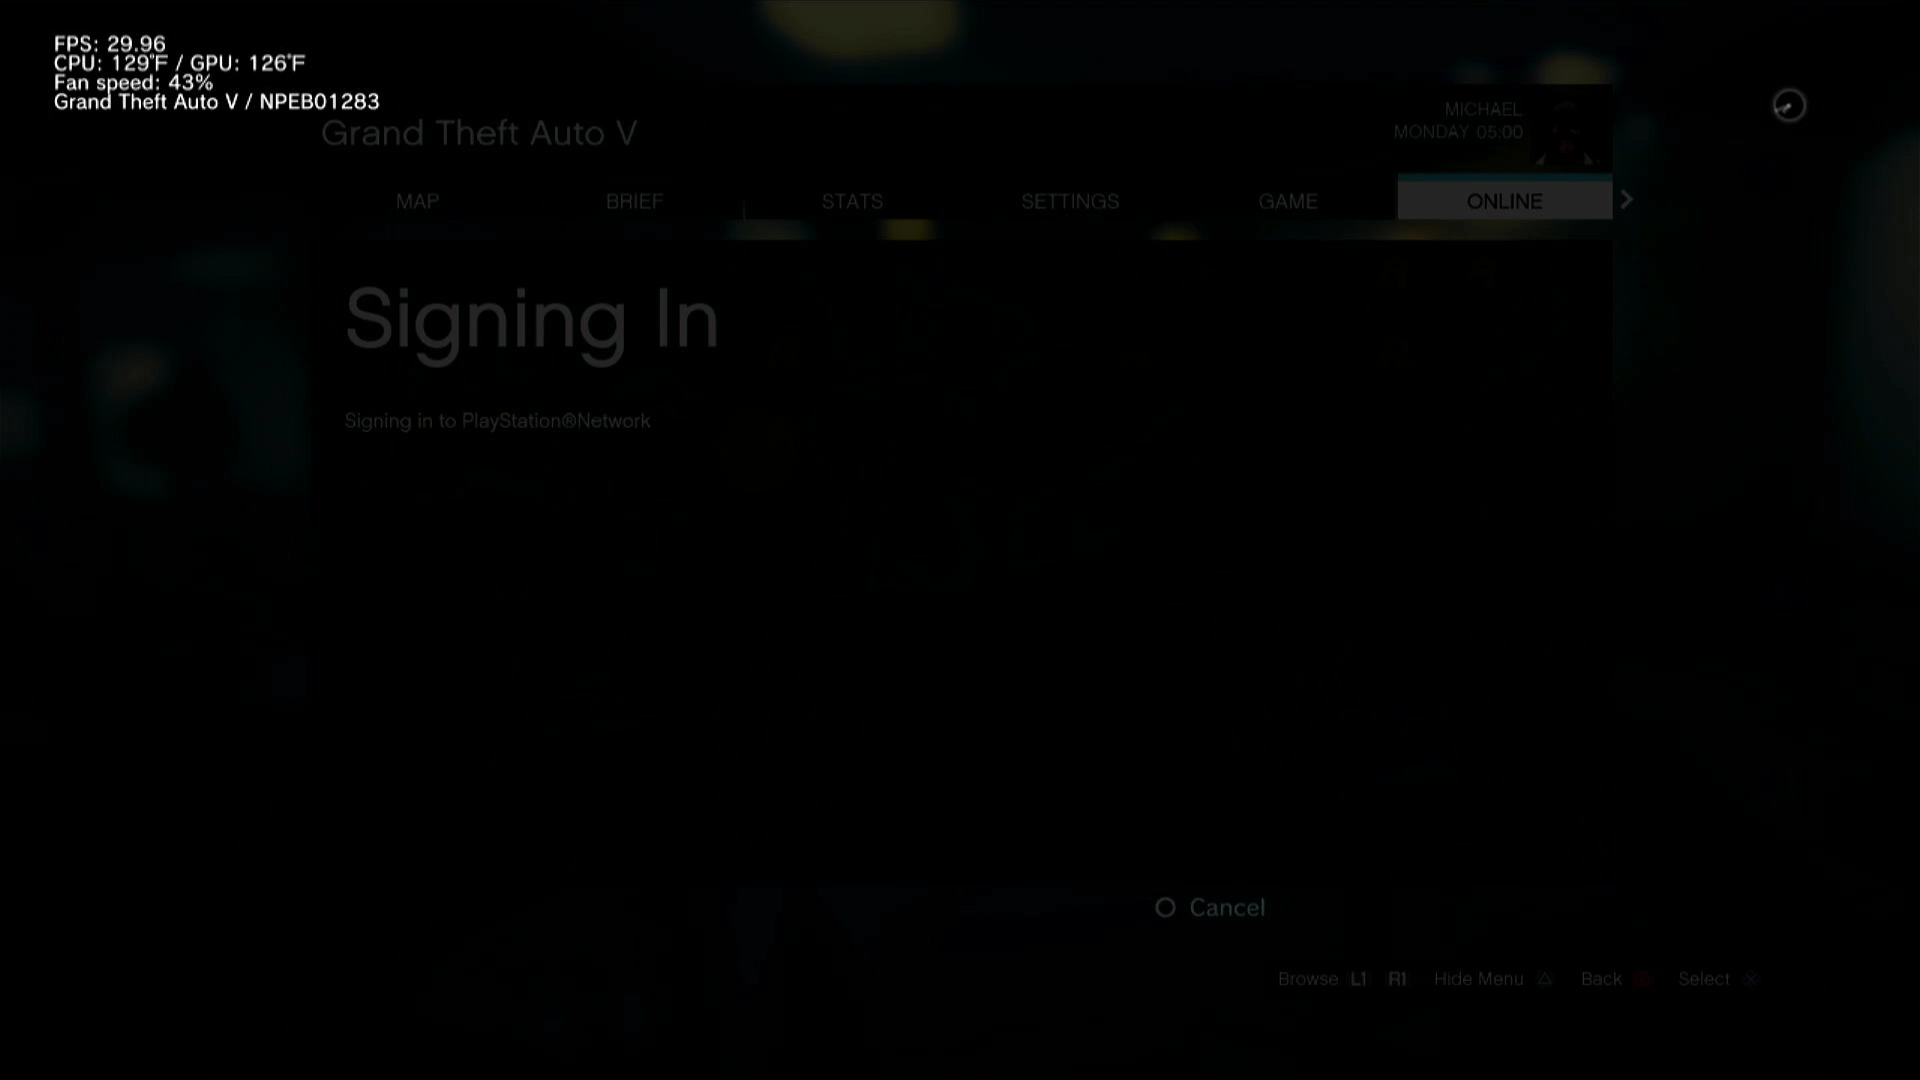 FPS: 29.96
CPU: 129°F / GPU: 126°F
Fan speed: 43%
Grand Theft Auto V / NPEB01283
Grand Theft Auto V
MICHAEL
MONDAY 05:00
MAP BRIEF STATS SETTINGS GAME ONLINE
Signing In
Signing in to PlayStation®Network
Cancel
Browse L1 R1 Hide Menu Back Select